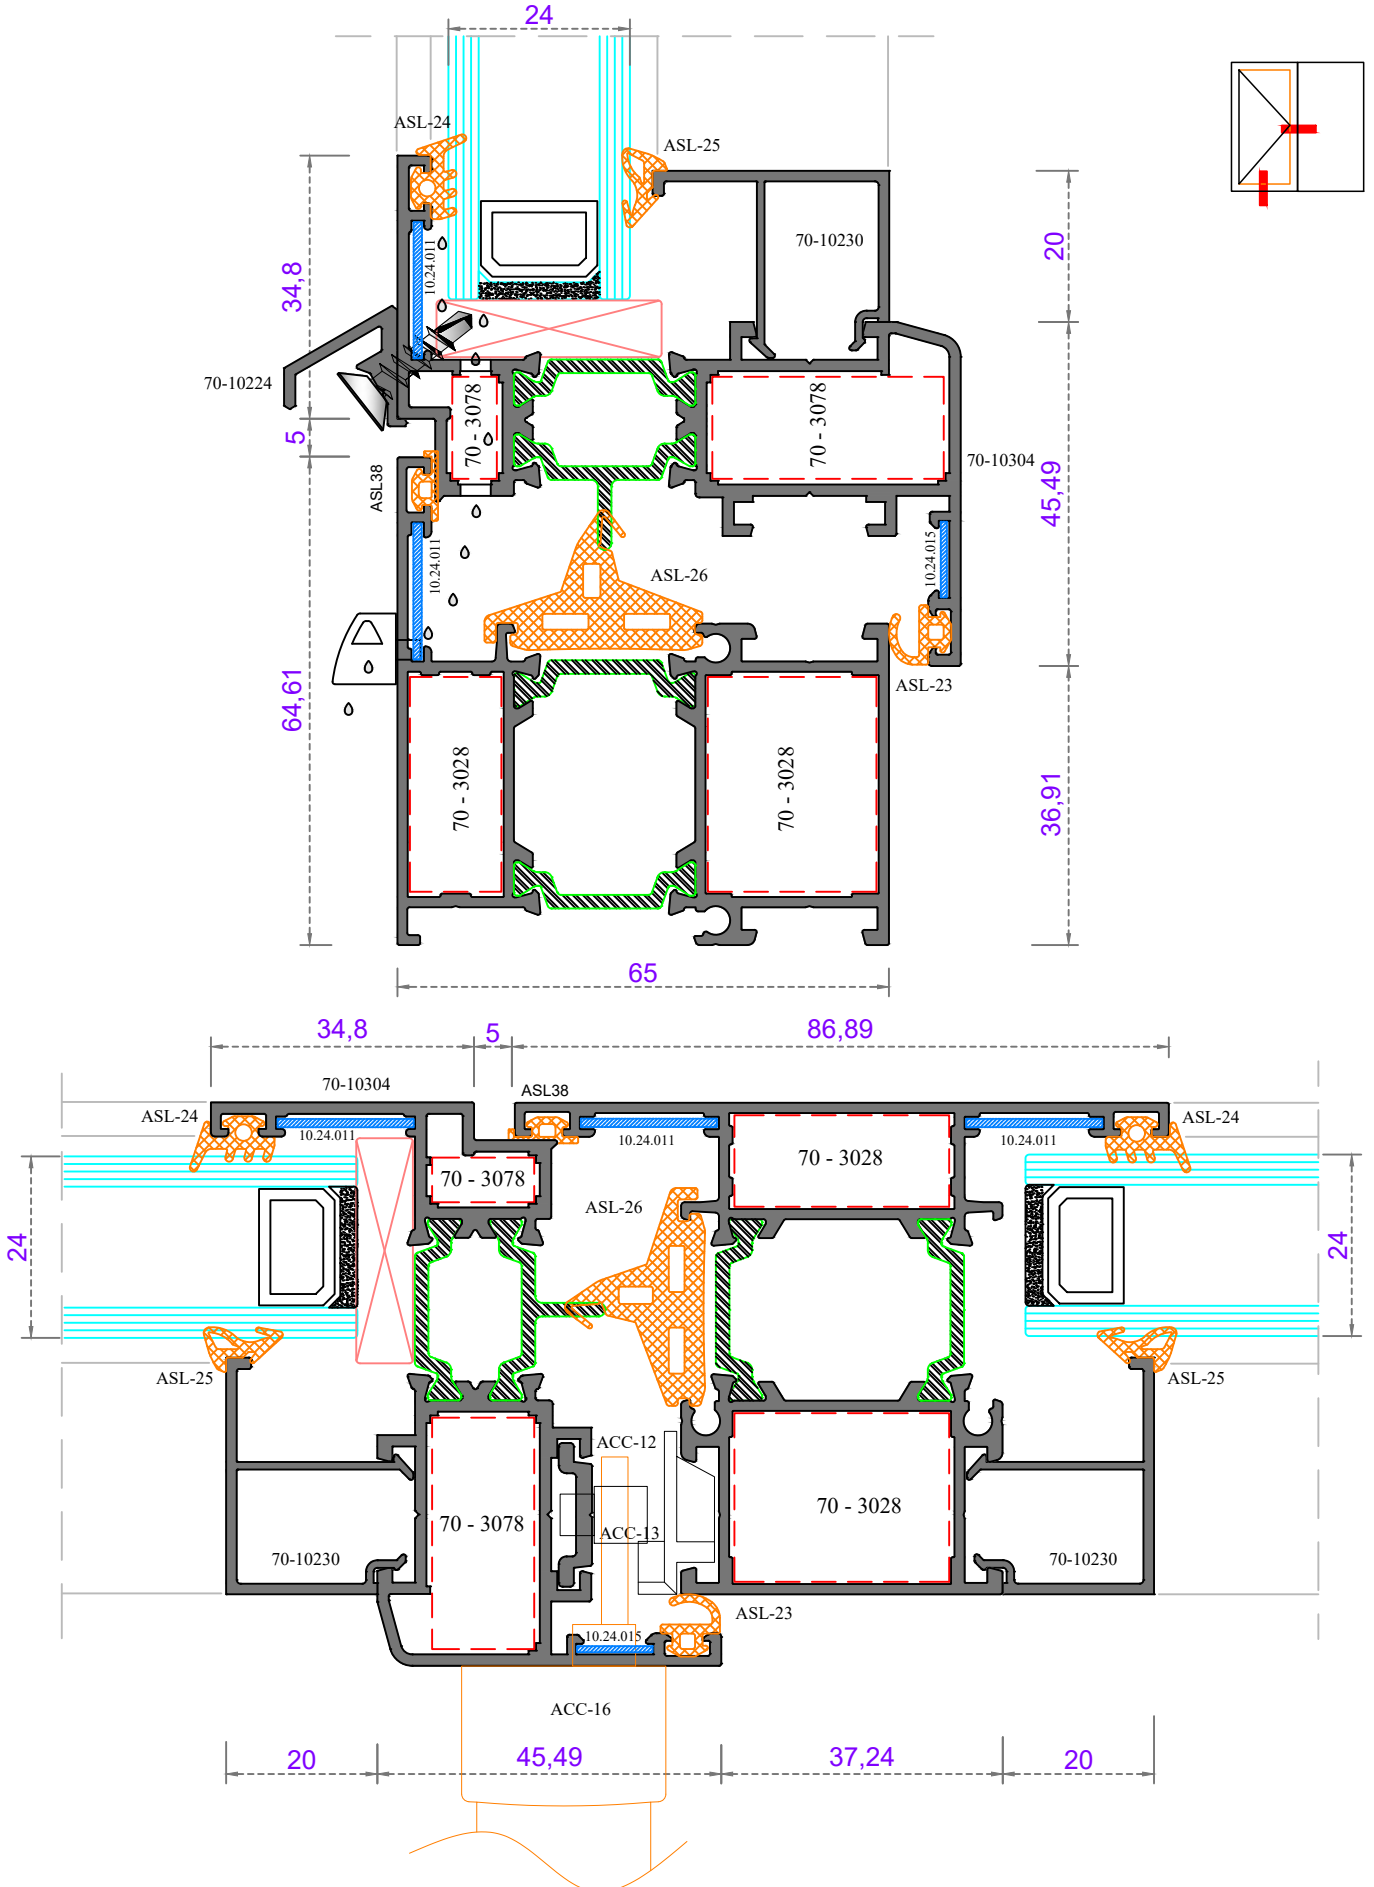 24
ASL-24
ASL-25
70-10230
20
34,8
10.24.011
70-10224
70 - 3078
70 - 3078
5
70-10304
45,49
ASL38
10.24.011
10.24.015
ASL-26
ASL-23
64,61
70 - 3028
70 - 3028
36,91
65
34,8
5
86,89
70-10304
ASL38
ASL-24
ASL-24
10.24.011
10.24.011
10.24.011
70 - 3028
70 - 3078
ASL-26
24
24
ASL-25
ASL-25
ACC-12
70 - 3028
70 - 3078
ACC-13
70-10230
70-10230
ASL-23
10.24.015
ACC-16
20
45,49
37,24
20